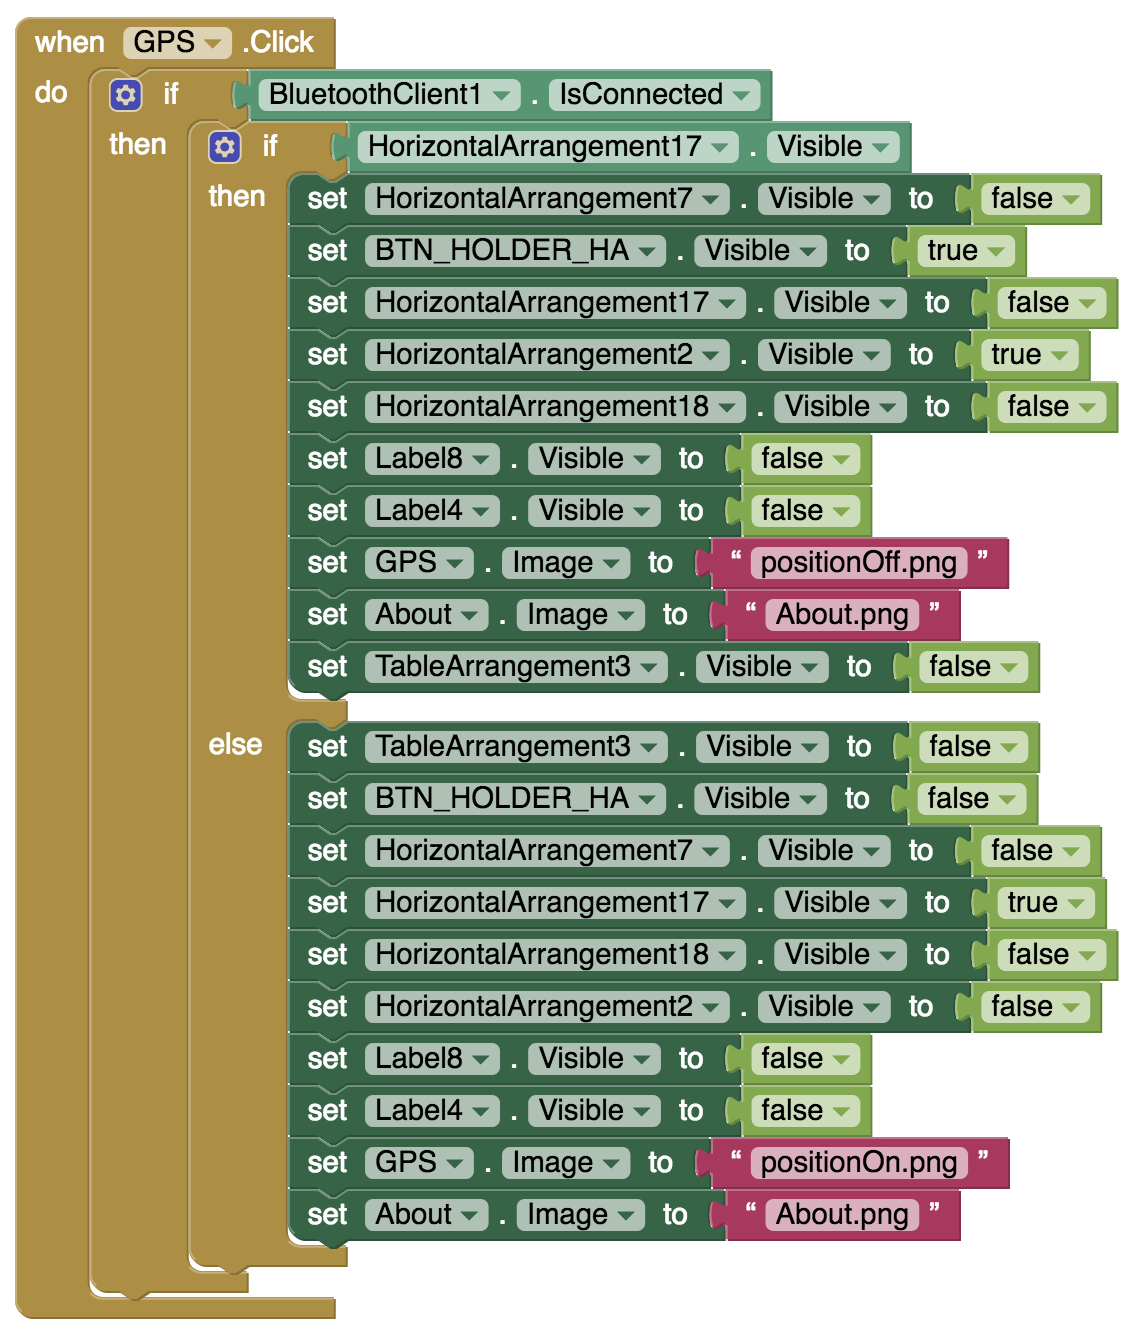 when GPS .Click
do if BluetoothClient1 . IsConnected
then if HorizontalArrangement17 . Visible
then set HorizontalArrangement7 . Visible to false
set BTN_HOLDER_HA . Visible to true
set HorizontalArrangement17 . Visible to false
set HorizontalArrangement2 . Visible to true
set HorizontalArrangement18 . Visible to false
set Label8 . Visible to false
set Label4 . Visible to false
set GPS . Image to “ positionOff.png ”
set About . Image to “ About.png ”
set TableArrangement3 . Visible to false
else set TableArrangement3 . Visible to false
set BTN_HOLDER_HA . Visible to false
set HorizontalArrangement7 . Visible to false
set HorizontalArrangement17 . Visible to true
set HorizontalArrangement18 . Visible to false
set HorizontalArrangement2 . Visible to false
set Label8 . Visible to false
set Label4 . Visible to false
set GPS . Image to “ positionOn.png ”
set About . Image to “ About.png ”